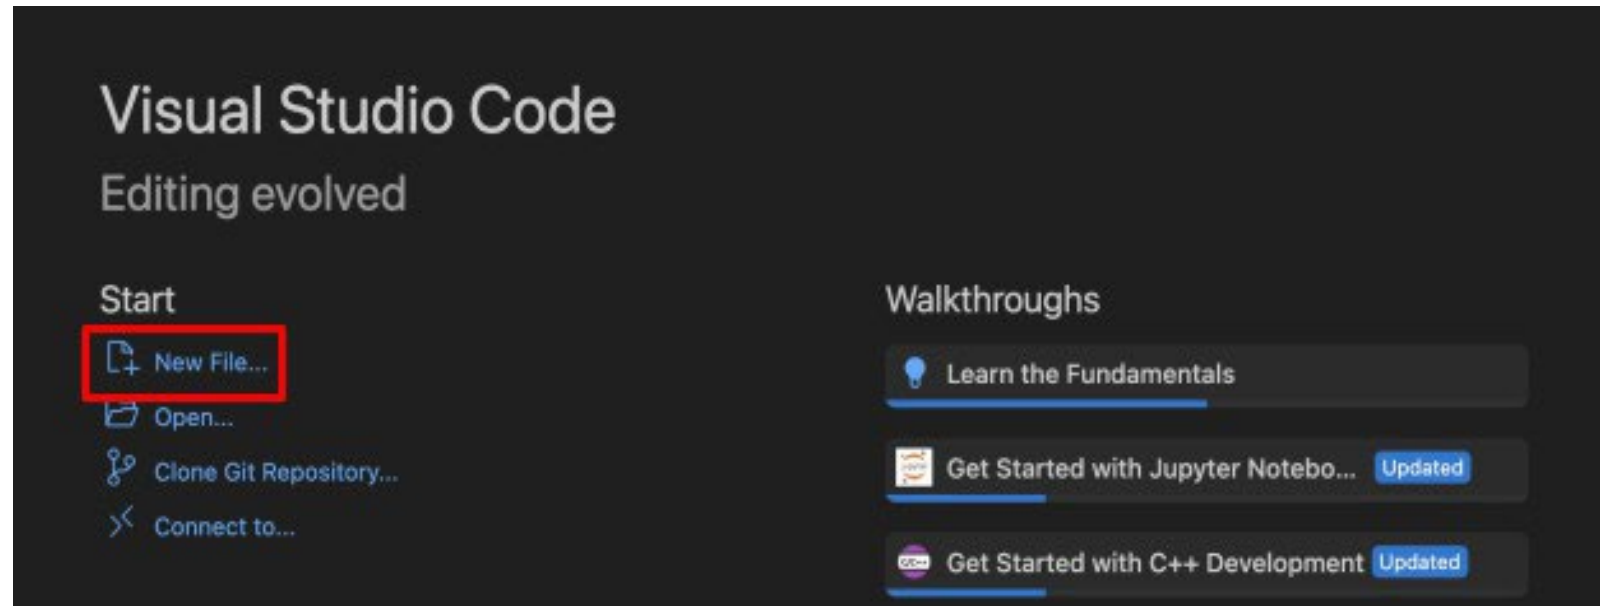 Visual Studio Code
Editing evolved
Start
New File...
Open...
Clone Git Repository...
Connect to...
Walkthroughs
Learn the Fundamentals
Get Started with Jupyter Notebo... Updated
C/C++ Get Started with C++ Development Updated